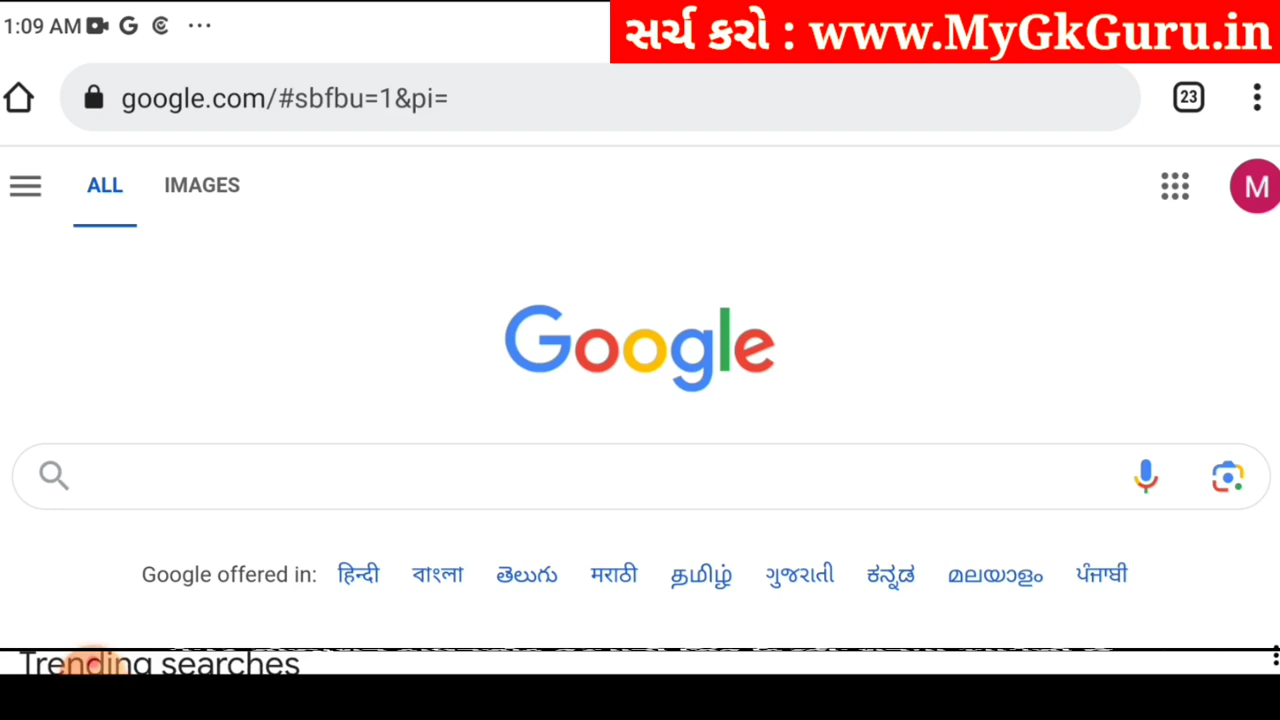 1:09 AM
સર્ચ કરો : www.MyGkGuru.in
google.com/#sbfbu=1&pi=
23
ALL IMAGES
M
Google
Google offered in: हिन्दी বাংলা తెలుగు मराठी தமிழ் ગુજરાતી ಕನ್ನಡ മലയാളം ਪੰਜਾਬੀ
Trending searches